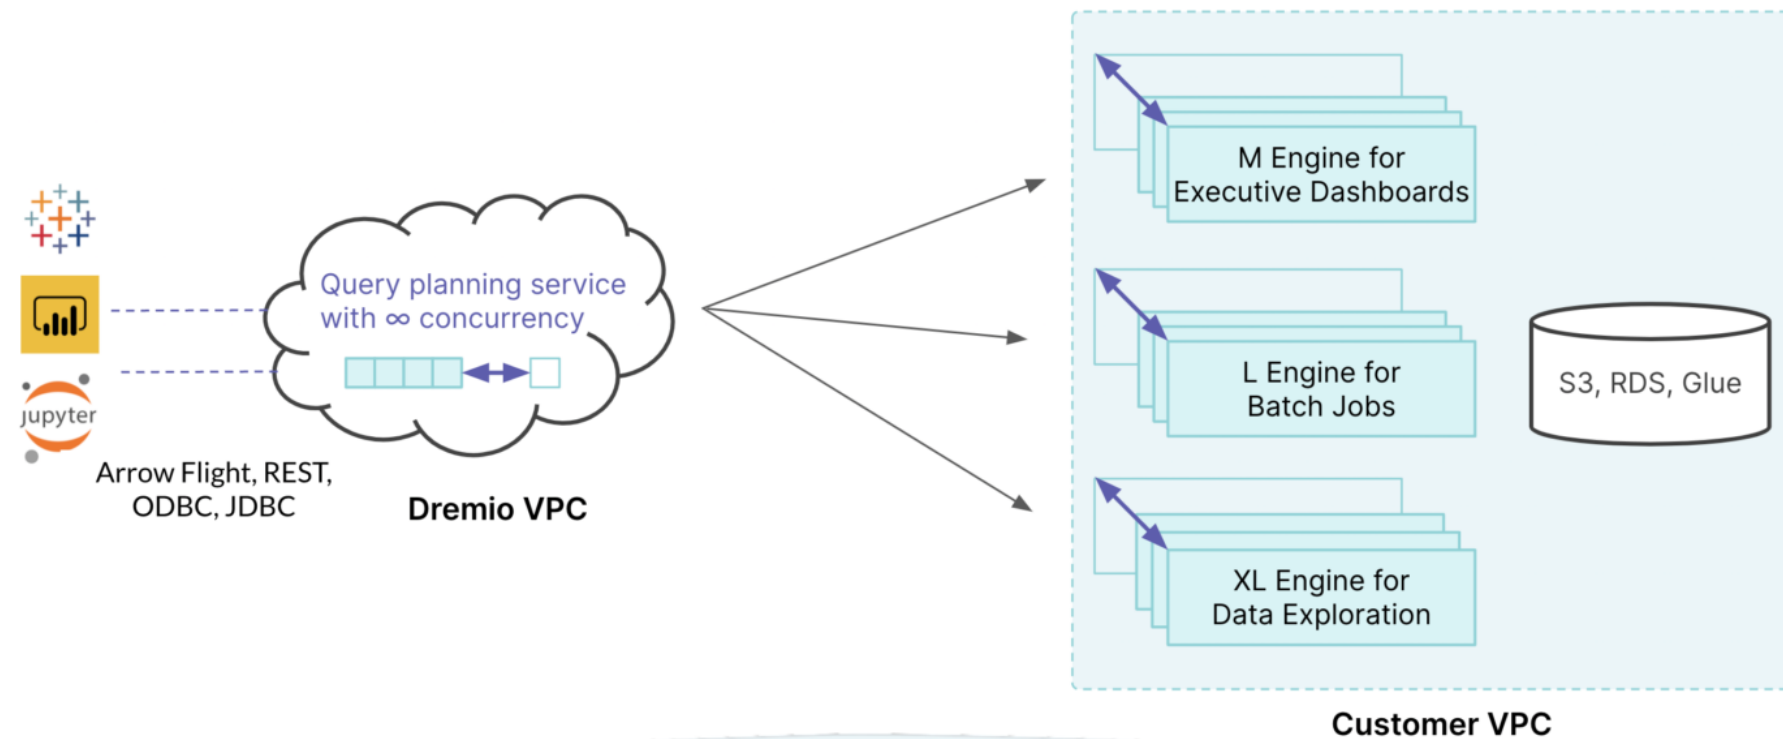 Query planning service
with ∞ concurrency
jupyter
Arrow Flight, REST,
ODBC, JDBC
Dremio VPC
M Engine for
Executive Dashboards
L Engine for
Batch Jobs
XL Engine for
Data Exploration
S3, RDS, Glue
Customer VPC